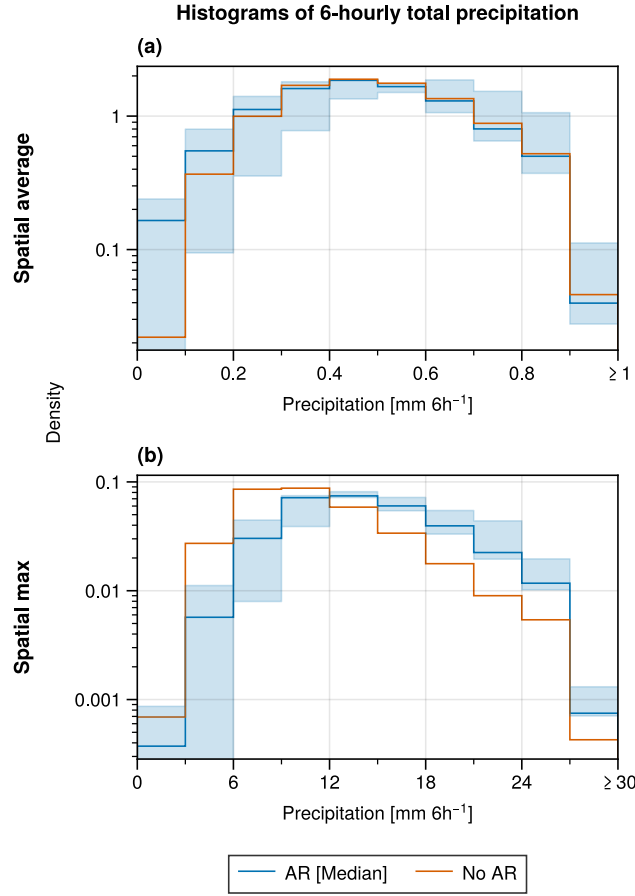 Histograms of 6-hourly total precipitation
(a)
Spatial average
1
0.1
0 0.2 0.4 0.6 0.8 ≥ 1
Precipitation [mm 6h⁻¹]
Density
(b)
Spatial max
0.1
0.01
0.001
0 6 12 18 24 ≥ 30
Precipitation [mm 6h⁻¹]
AR [Median] No AR